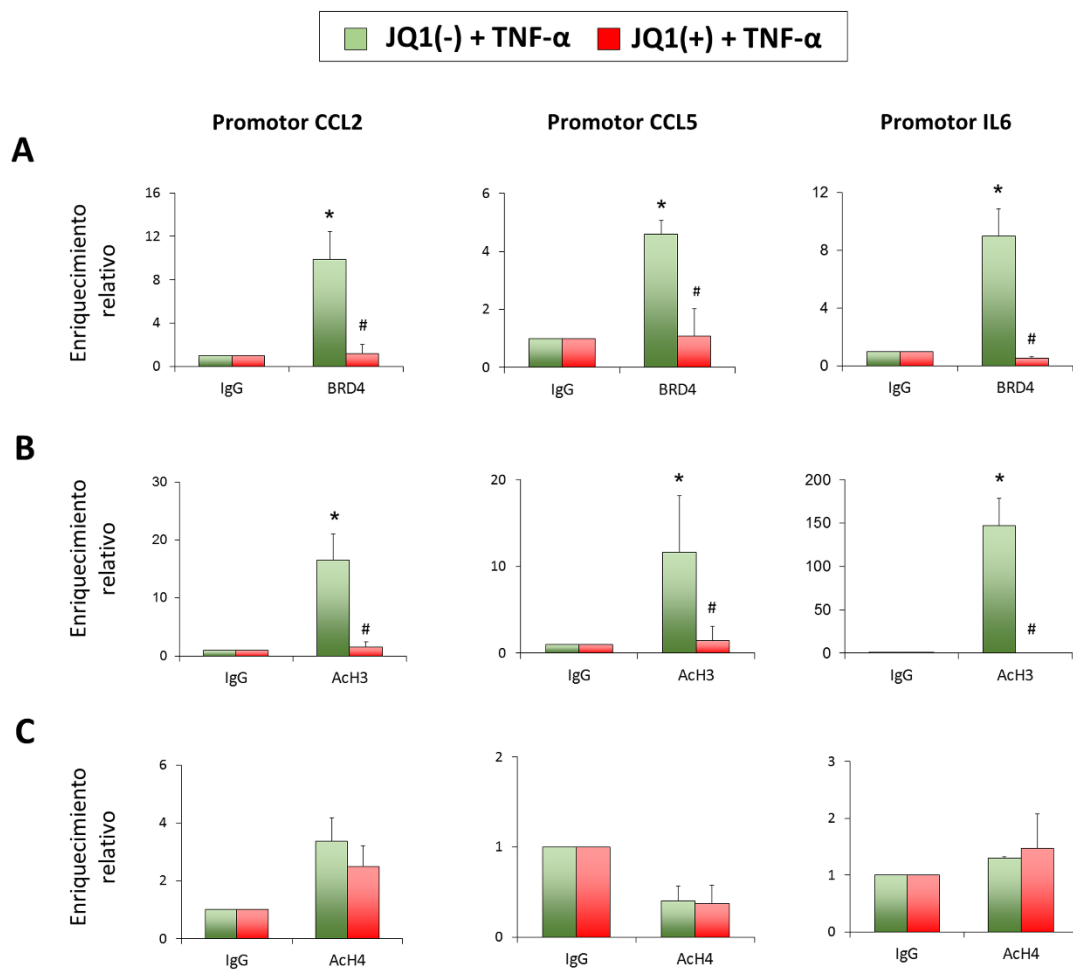 JQ1(-) + TNF-α JQ1(+) + TNF-α
Promotor CCL2 Promotor CCL5 Promotor IL6
A
Enriquecimiento
relativo
16
12
8
4
0
IgG BRD4
*
#
6
4
2
0
IgG BRD4
*
#
12
8
4
0
IgG BRD4
*
#
B
Enriquecimiento
relativo
30
20
10
0
IgG AcH3
*
#
20
10
0
IgG AcH3
*
#
200
150
100
50
0
IgG AcH3
*
#
C
Enriquecimiento
relativo
6
4
2
0
IgG AcH4
2
1
0
IgG AcH4
3
2
1
0
IgG AcH4